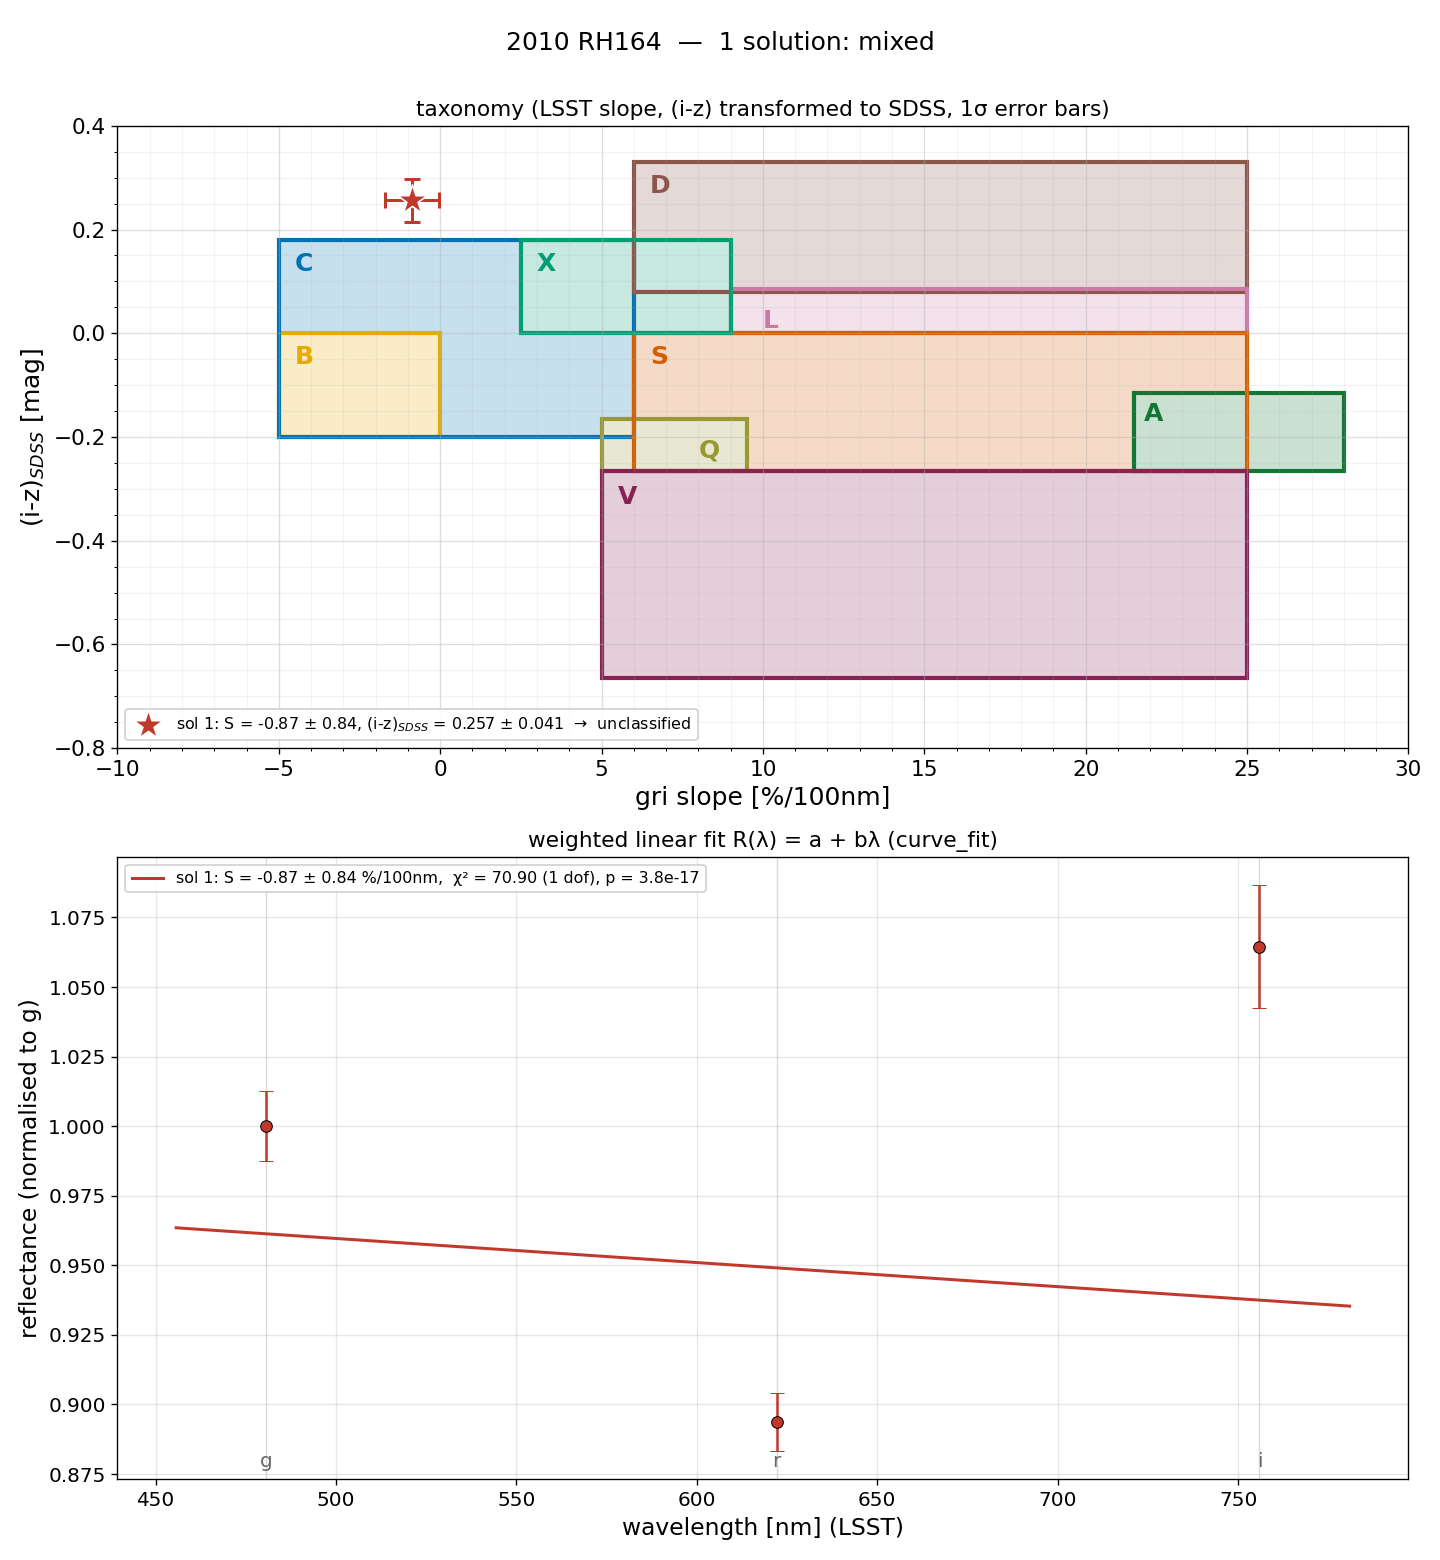 2010 RH164 — 1 solution: mixed
taxonomy (LSST slope, (i-z) transformed to SDSS, 1σ error bars)
0.4
0.2
0.0
−0.2
−0.4
−0.6
−0.8
(i-z)SDSS [mag]
D
C
X
L
B
S
A
Q
V
sol 1: S = -0.87 ± 0.84, (i-z)SDSS = 0.257 ± 0.041 → unclassified
−10
−5
0
5
10
15
20
25
30
gri slope [%/100nm]
weighted linear fit R(λ) = a + bλ (curve_fit)
sol 1: S = -0.87 ± 0.84 %/100nm, χ² = 70.90 (1 dof), p = 3.8e-17
1.075
1.050
1.025
1.000
0.975
0.950
0.925
0.900
0.875
reflectance (normalised to g)
g
r
i
450
500
550
600
650
700
750
wavelength [nm] (LSST)